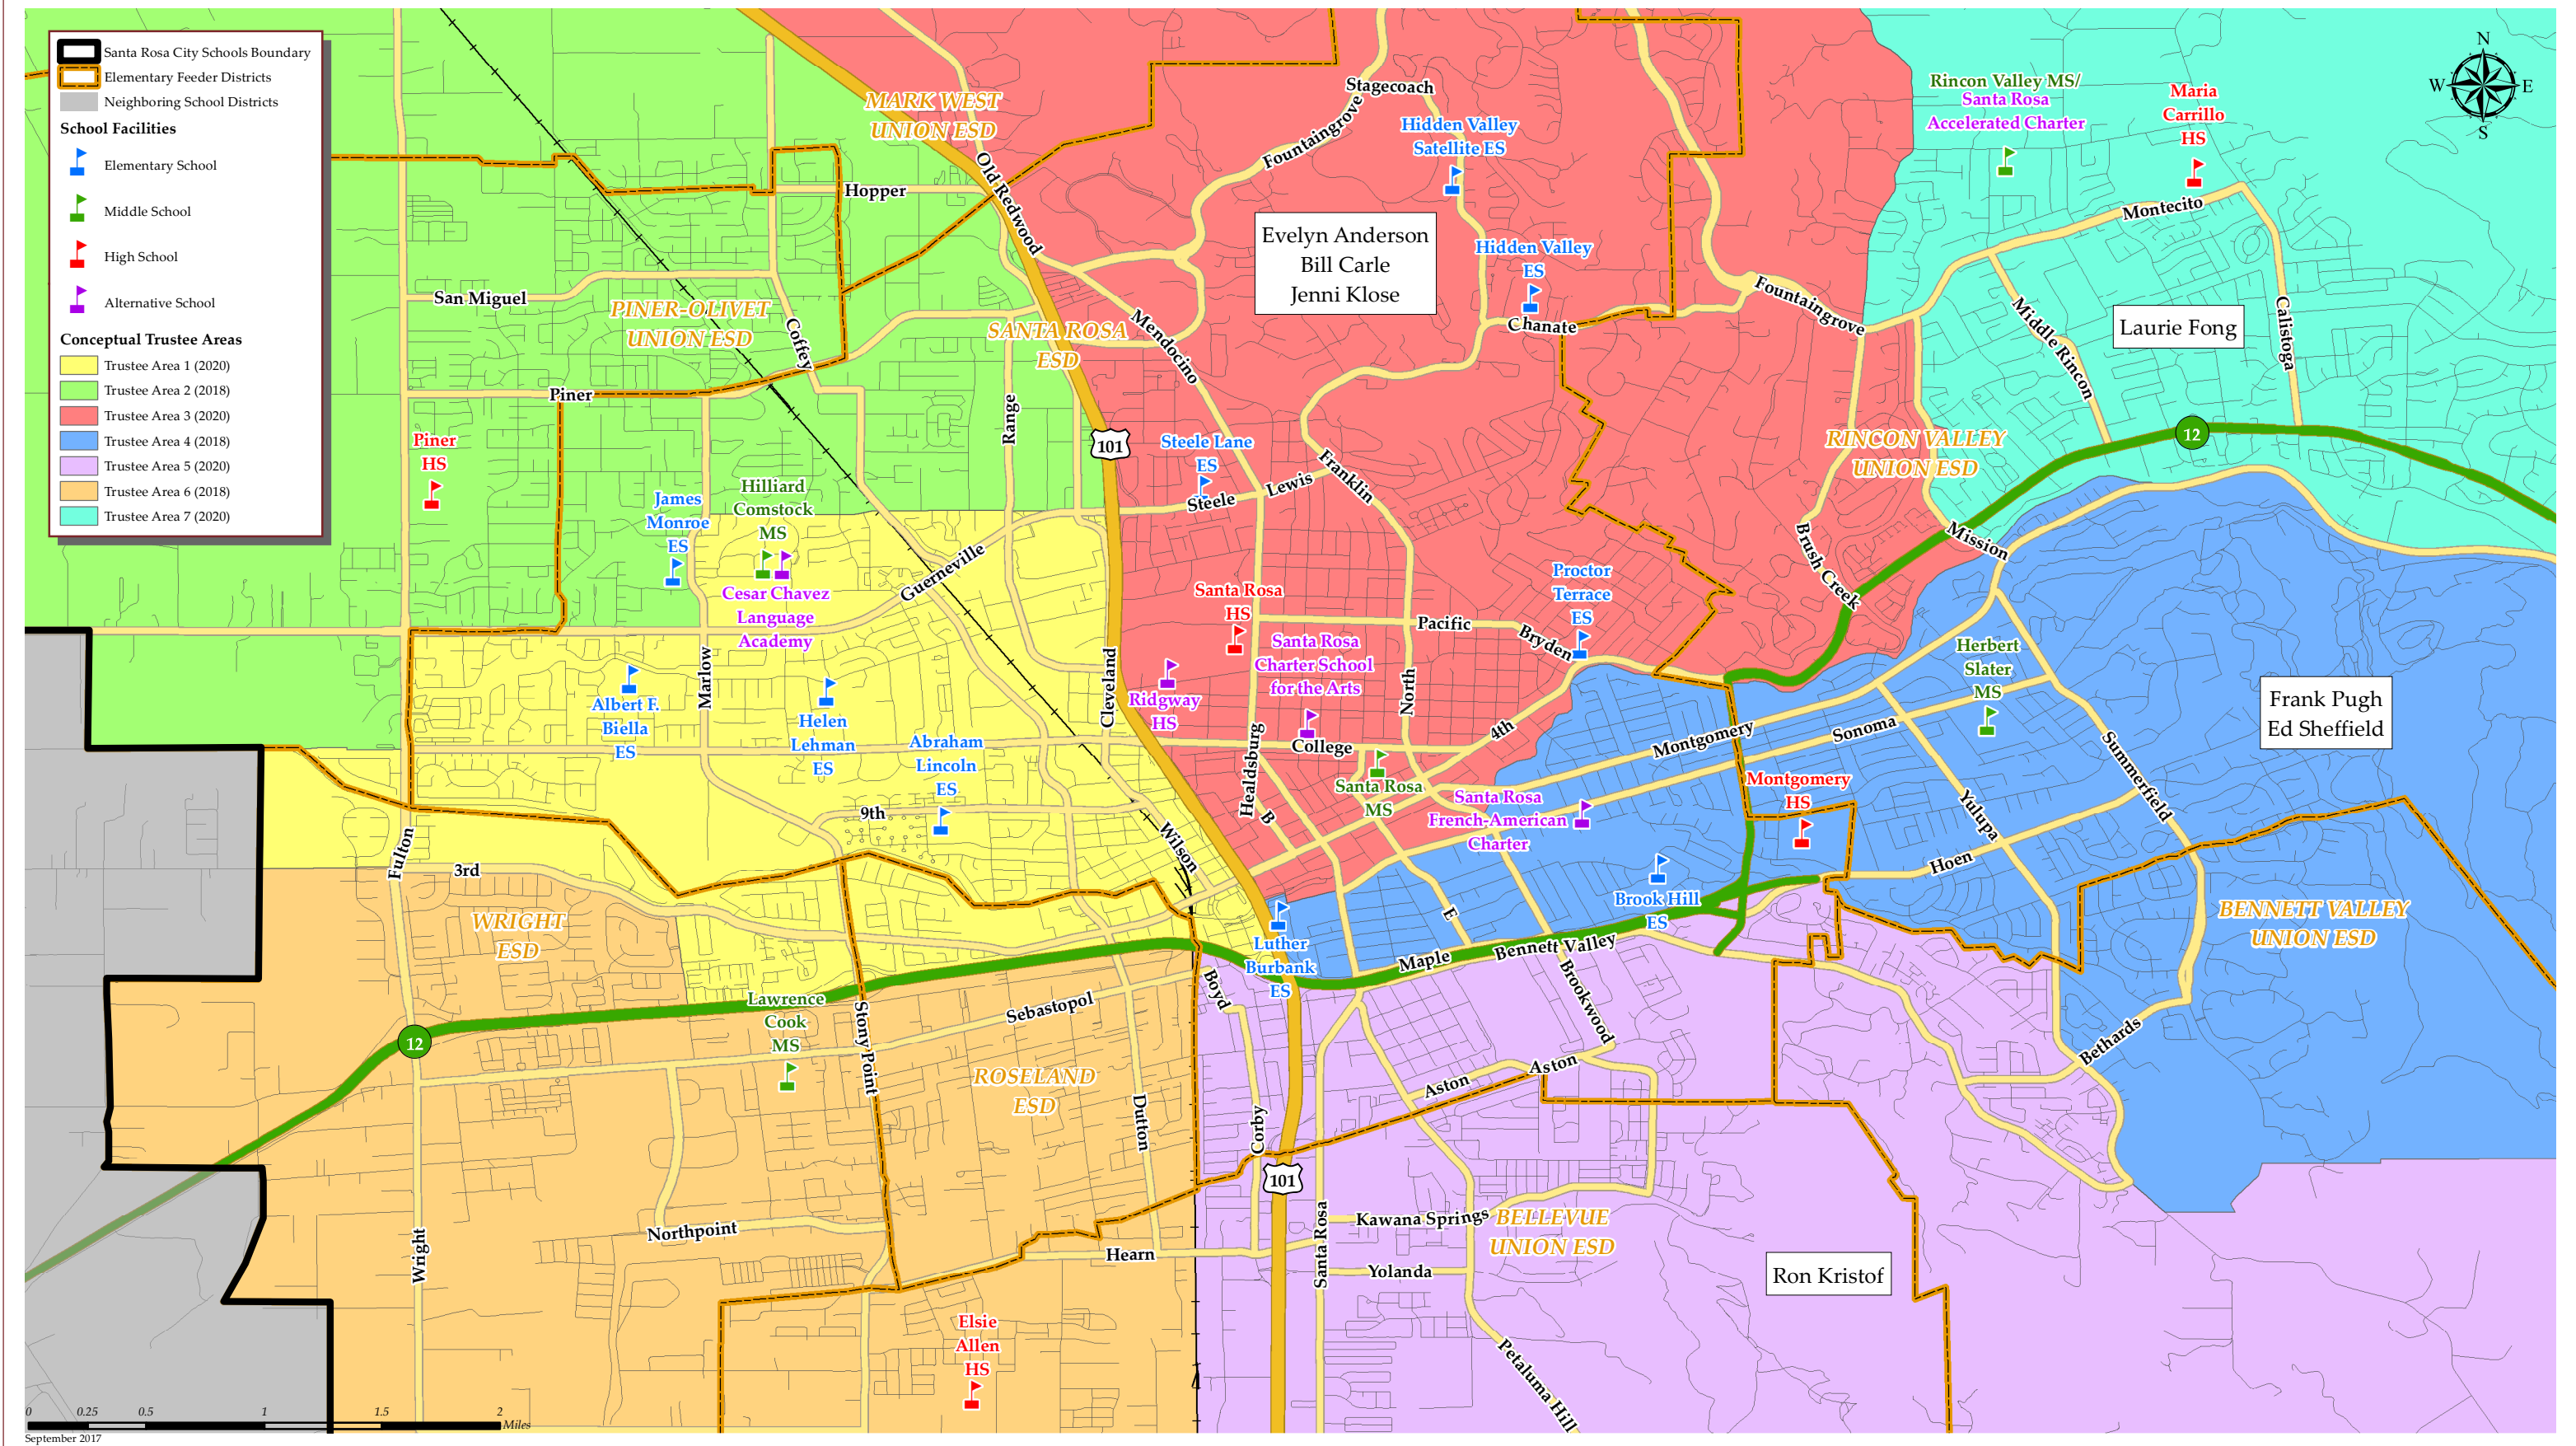 Santa Rosa City Schools Boundary
Elementary Feeder Districts
Neighboring School Districts
School Facilities
Elementary School
Middle School
High School
Alternative School
Conceptual Trustee Areas
Trustee Area 1 (2020)
Trustee Area 2 (2018)
Trustee Area 3 (2020)
Trustee Area 4 (2018)
Trustee Area 5 (2020)
Trustee Area 6 (2018)
Trustee Area 7 (2020)
N
W E
S
MARK WEST
UNION ESD
Old Redwood
Hopper
Stagecoach
Fountaingrove
Hidden Valley
Satellite ES
Rincon Valley MS/
Santa Rosa
Accelerated Charter
Maria
Carrillo
HS
Montecito
Evelyn Anderson
Bill Carle
Jenni Klose
Hidden Valley
ES
Chanate
Fountaingrove
Middle Rincon
Laurie Fong
Calistoga
San Miguel
PINER-OLIVET
UNION ESD
Coffey
SANTA ROSA
ESD
Mendocino
Piner
Range
101
Piner
HS
Steele Lane
ES
Steele
Lewis
Franklin
RINCON VALLEY
UNION ESD
12
James
Monroe
ES
Hilliard
Comstock
MS
Cesar Chavez
Language
Academy
Guerneville
Brush Creek
Mission
Santa Rosa
HS
Proctor
Terrace
ES
Pacific
Bryden
Santa Rosa
Charter School
for the Arts
North
Ridgway
HS
Cleveland
Marlow
Albert F.
Biella
ES
Helen
Lehman
ES
Abraham
Lincoln
ES
Herbert
Slater
MS
Frank Pugh
Ed Sheffield
Healdsburg
College
4th
Montgomery
Sonoma
Summerfield
Santa Rosa
MS
Santa Rosa
French-American
Charter
Montgomery
HS
Yulupa
Hoen
9th
B
Wilson
Fulton
3rd
WRIGHT
ESD
Luther
Burbank
ES
E
Brook Hill
ES
BENNETT VALLEY
UNION ESD
Maple
Bennett Valley
Brookwood
Boyd
Lawrence
Cook
MS
Stony Point
Sebastopol
12
ROSELAND
ESD
Dutton
Corby
Aston
Aston
Bethards
101
Wright
Northpoint
Hearn
Santa Rosa
Kawana Springs
BELLEVUE
UNION ESD
Yolanda
Ron Kristof
Elsie
Allen
HS
Petaluma Hill
0 0.25 0.5 1 1.5 2
Miles
September 2017